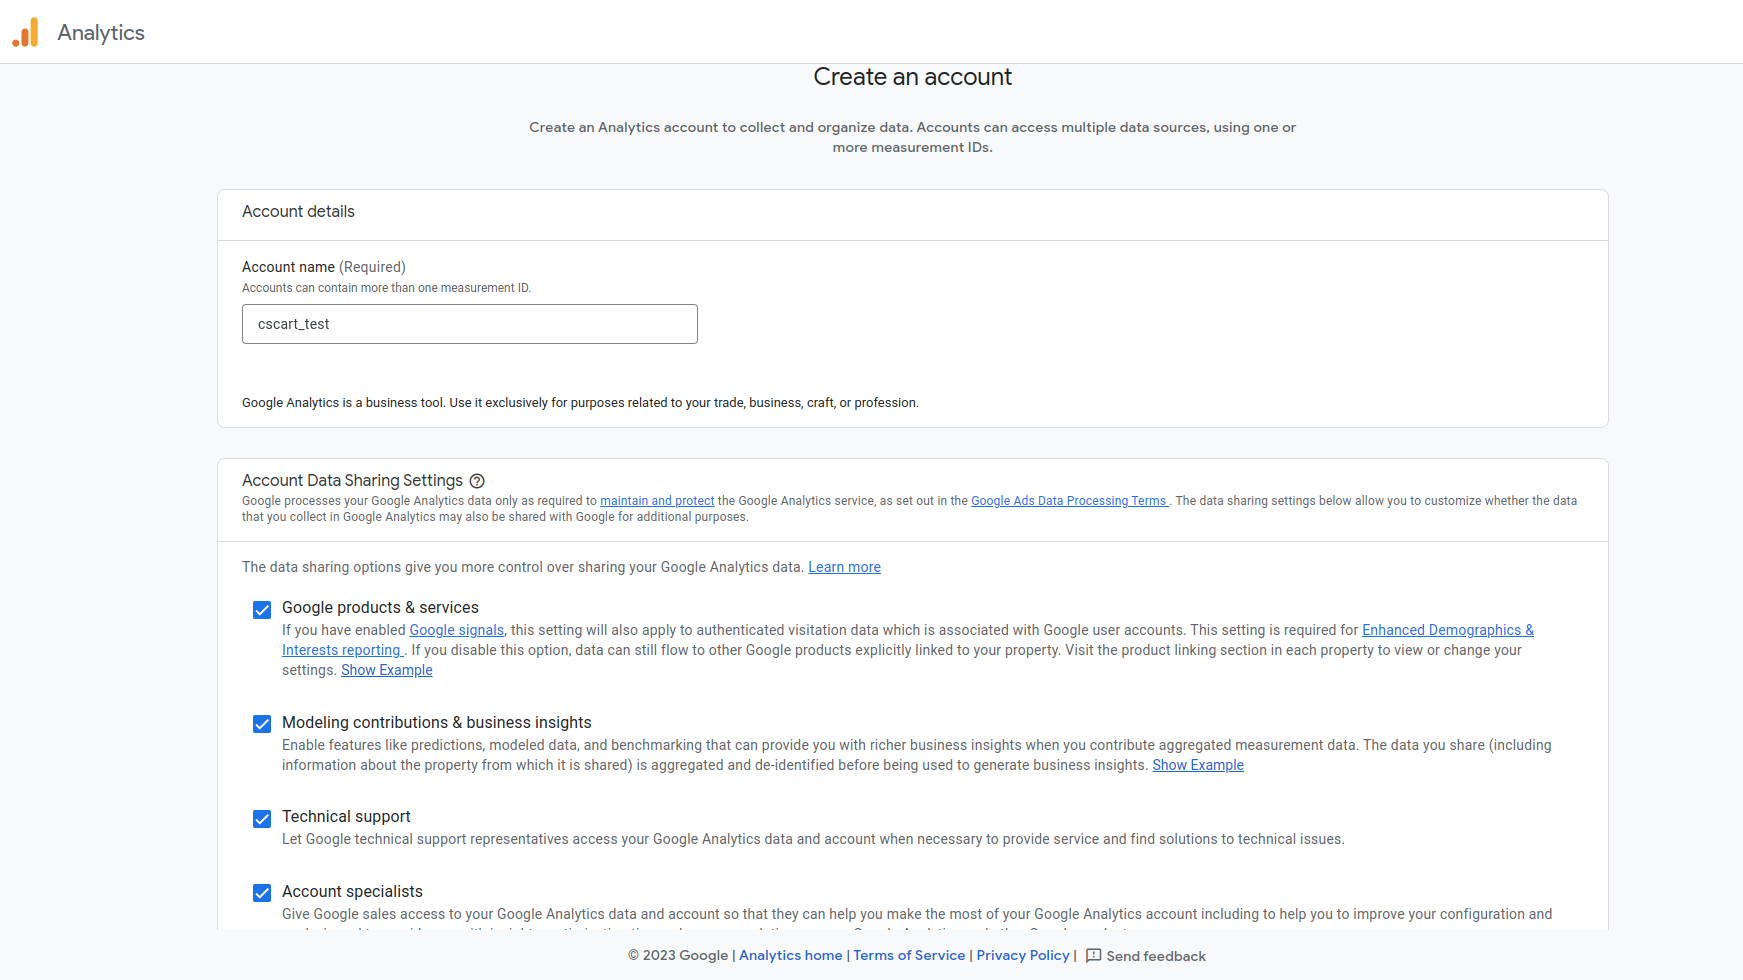 Analytics
Create an account
Create an Analytics account to collect and organize data. Accounts can access multiple data sources, using one or
more measurement IDs.
Account details
Account name (Required)
Accounts can contain more than one measurement ID.
cscart_test
Google Analytics is a business tool. Use it exclusively for purposes related to your trade, business, craft, or profession.
Account Data Sharing Settings
Google processes your Google Analytics data only as required to maintain and protect the Google Analytics service, as set out in the Google Ads Data Processing Terms . The data sharing settings below allow you to customize whether the data
that you collect in Google Analytics may also be shared with Google for additional purposes.
The data sharing options give you more control over sharing your Google Analytics data. Learn more
Google products & services
If you have enabled Google signals, this setting will also apply to authenticated visitation data which is associated with Google user accounts. This setting is required for Enhanced Demographics &
Interests reporting . If you disable this option, data can still flow to other Google products explicitly linked to your property. Visit the product linking section in each property to view or change your
settings. Show Example
Modeling contributions & business insights
Enable features like predictions, modeled data, and benchmarking that can provide you with richer business insights when you contribute aggregated measurement data. The data you share (including
information about the property from which it is shared) is aggregated and de-identified before being used to generate business insights. Show Example
Technical support
Let Google technical support representatives access your Google Analytics data and account when necessary to provide service and find solutions to technical issues.
Account specialists
Give Google sales access to your Google Analytics data and account so that they can help you make the most of your Google Analytics account including to help you to improve your configuration and
© 2023 Google | Analytics home | Terms of Service | Privacy Policy | Send feedback